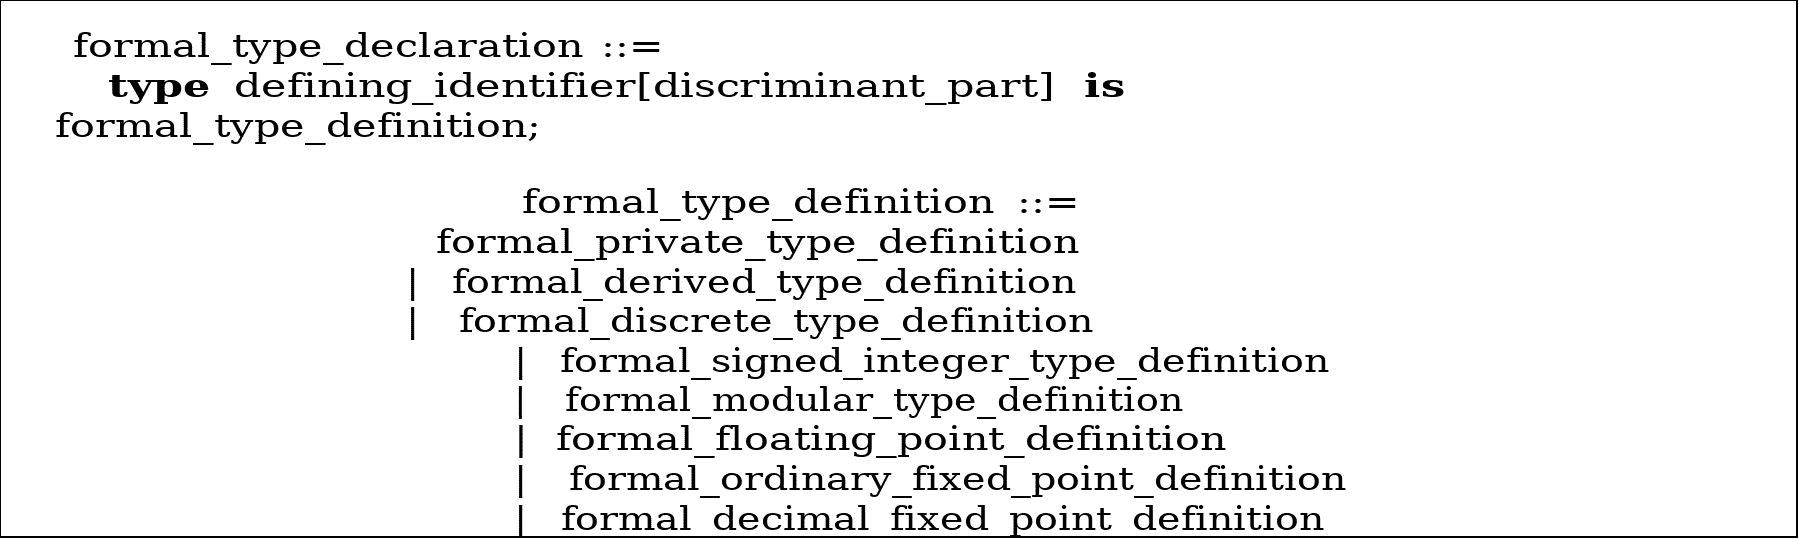 formal_type_declaration ::=
type defining_identifier[discriminant_part] is
formal_type_definition;
formal_type_definition ::=
formal_private_type_definition
| formal_derived_type_definition
| formal_discrete_type_definition
| formal_signed_integer_type_definition
| formal_modular_type_definition
| formal_floating_point_definition
| formal_ordinary_fixed_point_definition
| formal_decimal_fixed_point_definition